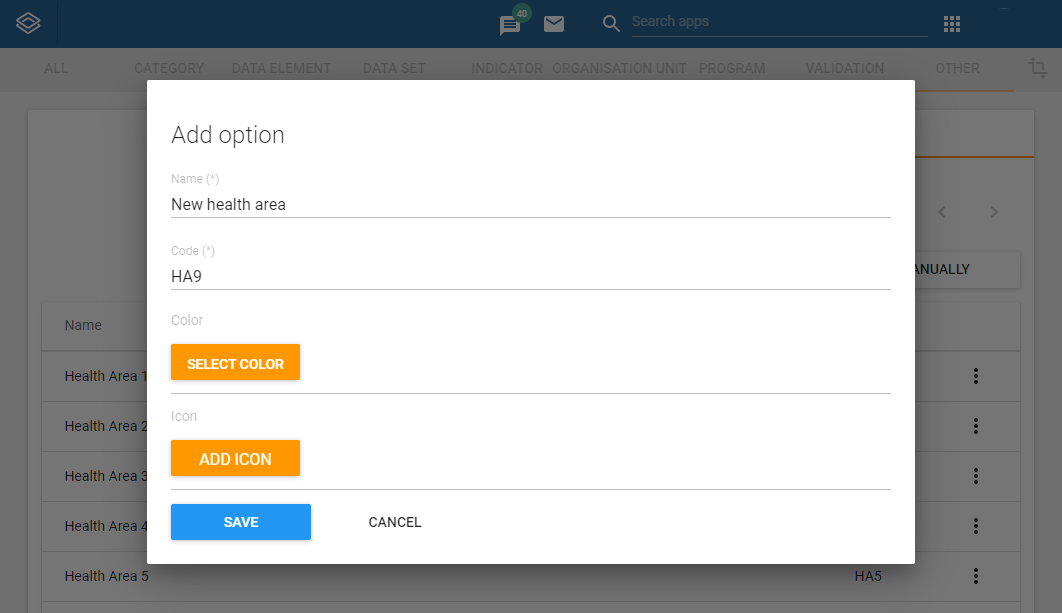 40
Search apps
ALL CATEGORY DATA ELEMENT DATA SET INDICATOR ORGANISATION UNIT PROGRAM VALIDATION OTHER
Add option
Name (*)
New health area
Code (*)
HA9
ANUALLY
Color
Name
SELECT COLOR
Health Area 1
Icon
Health Area 2
ADD ICON
Health Area 3
SAVE CANCEL
Health Area 4
Health Area 5 HA5